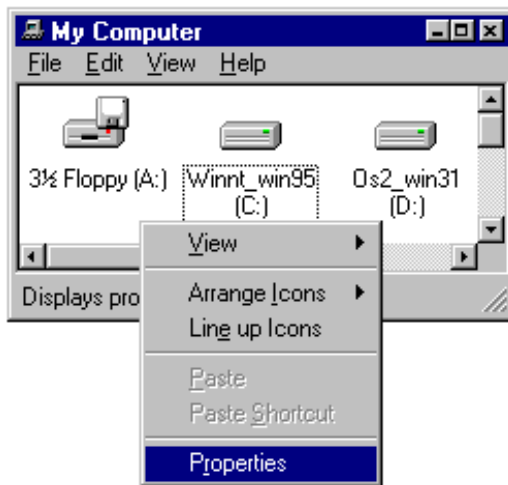 My Computer
File Edit View Help
3½ Floppy (A:) Winnt_win95 Os2_win31
(C:) (D:)
View
Displays pro
Arrange Icons
Line up Icons
Paste
Paste Shortcut
Properties